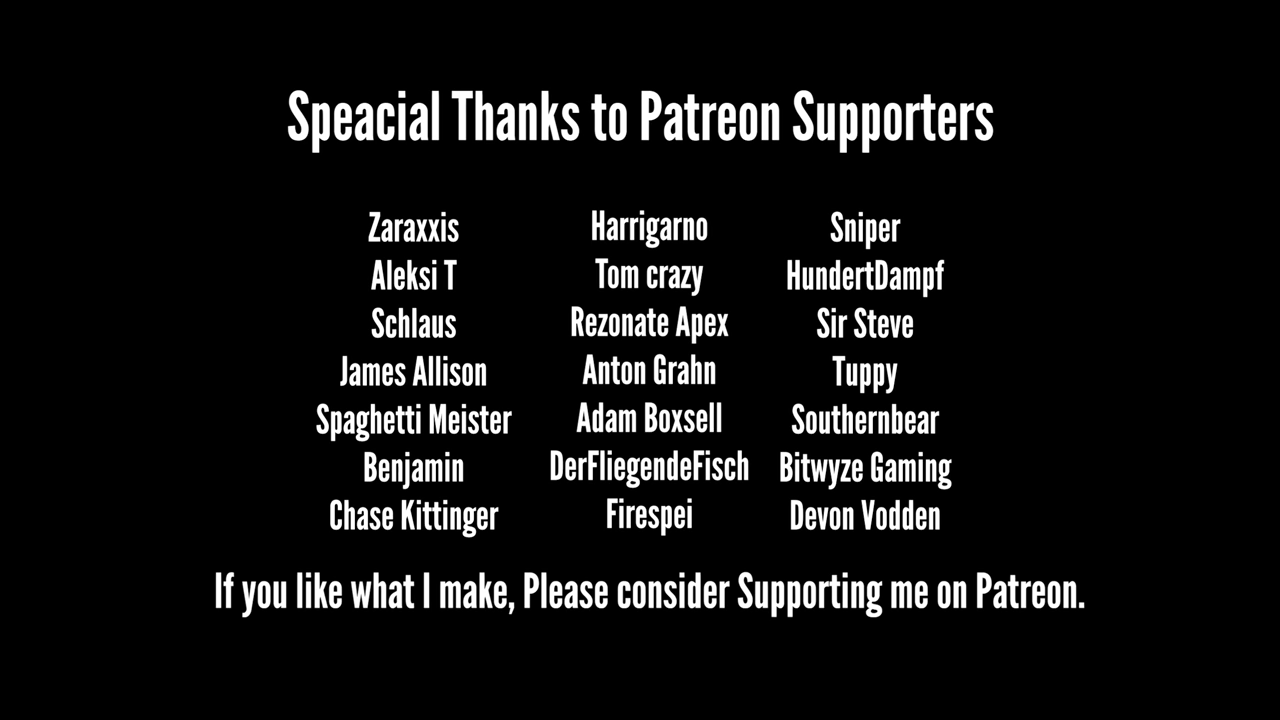 Speacial Thanks to Patreon Supporters
Zaraxxis
Aleksi T
Schlaus
James Allison
Spaghetti Meister
Benjamin
Chase Kittinger
Harrigarno
Tom crazy
Rezonate Apex
Anton Grahn
Adam Boxsell
DerFliegendeFisch
Firespei
Sniper
HundertDampf
Sir Steve
Tuppy
Southernbear
Bitwyze Gaming
Devon Vodden
If you like what I make, Please consider Supporting me on Patreon.